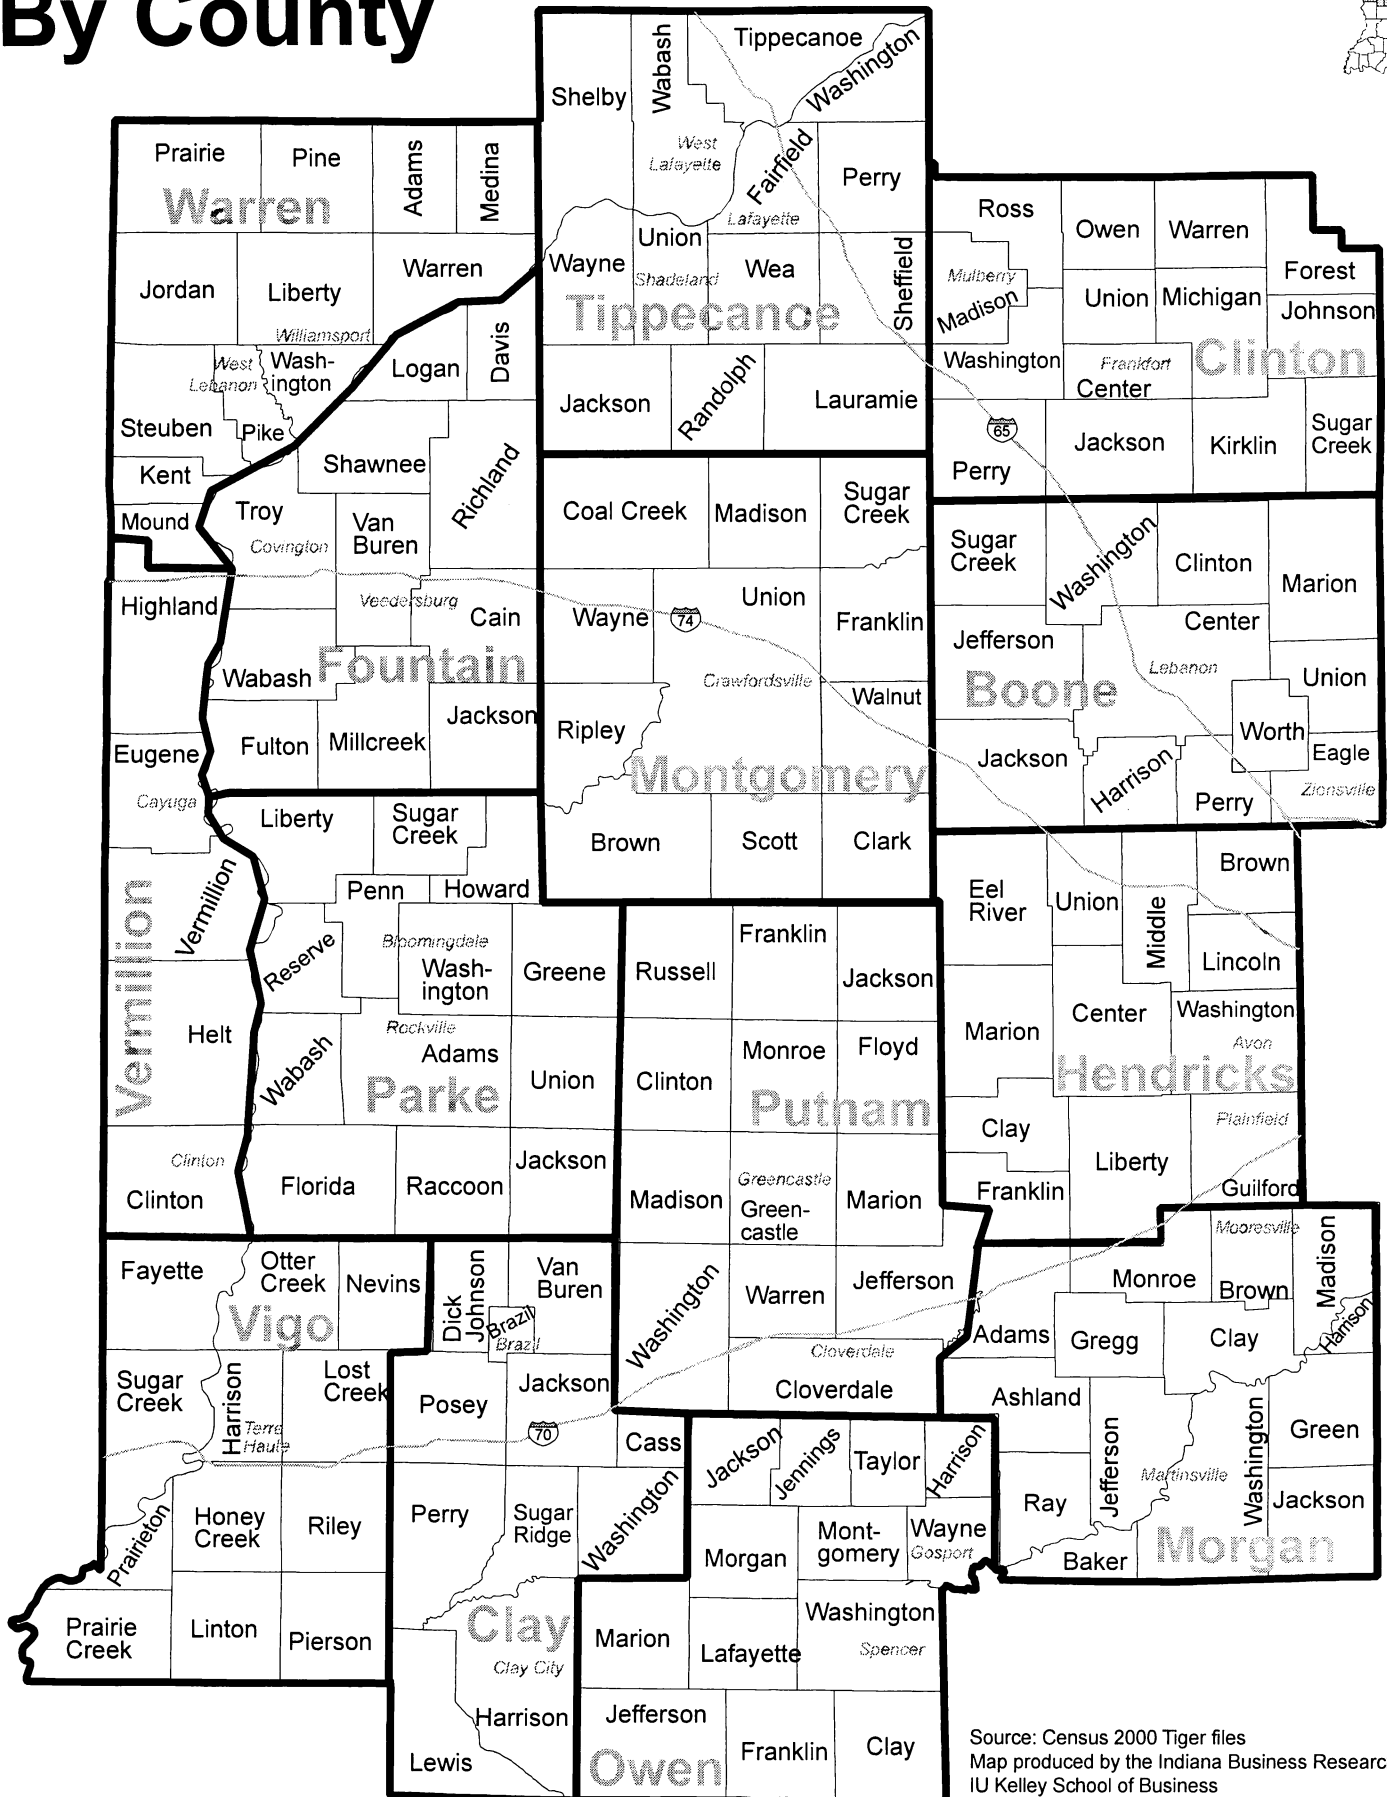 By County
Tippecanoe
Shelby
Wabash
Washington
West
Lafayette
Fairfield
Perry
Lafayette
Wayne
Union
Shadeland
Wea
Sheffield
Tippecanoe
Jackson
Randolph
Lauramie
Prairie
Pine
Adams
Medina
Warren
Jordan
Liberty
Warren
Williamsport
West
Lebanon
Wash-
ington
Steuben
Pike
Kent
Mound
Logan
Davis
Shawnee
Richland
Troy
Van
Buren
Covington
Veedersburg
Cain
Wabash
Fountain
Fulton
Millcreek
Jackson
Ross
Owen
Warren
Forest
Mulberry
Madison
Union
Michigan
Johnson
Washington
Frankfort
Center
Clinton
65
Perry
Jackson
Kirklin
Sugar
Creek
Coal Creek
Madison
Sugar
Creek
Wayne
74
Union
Franklin
Crawfordsville
Walnut
Ripley
Montgomery
Brown
Scott
Clark
Sugar
Creek
Washington
Clinton
Marion
Jefferson
Center
Lebanon
Union
Boone
Worth
Jackson
Harrison
Perry
Eagle
Zionsville
Highland
Eugene
Cayuga
Vermillion
Vermillion
Helt
Clinton
Clinton
Liberty
Sugar
Creek
Penn
Howard
Reserve
Bloomingdale
Wash-
ington
Greene
Rockville
Adams
Wabash
Parke
Union
Florida
Raccoon
Jackson
Russell
Franklin
Jackson
Clinton
Monroe
Floyd
Putnam
Madison
Greencastle
Green-
castle
Marion
Washington
Warren
Jefferson
Cloverdale
Cloverdale
Eel
River
Union
Middle
Brown
Lincoln
Marion
Center
Washington
Avon
Hendricks
Clay
Plainfield
Liberty
Franklin
Guilford
Fayette
Otter
Creek
Nevins
Vigo
Sugar
Creek
Harrison
Lost
Creek
Terre
Haute
Prairieton
Honey
Creek
Riley
Prairie
Creek
Linton
Pierson
Dick
Johnson
Van
Buren
Brazil
Brazil
Posey
Jackson
70
Cass
Perry
Sugar
Ridge
Washington
Clay
Clay City
Harrison
Lewis
Jackson
Jennings
Taylor
Harrison
Morgan
Mont-
gomery
Wayne
Gosport
Marion
Lafayette
Washington
Spencer
Jefferson
Franklin
Clay
Owen
Mooresville
Madison
Monroe
Brown
Harrison
Adams
Gregg
Clay
Ashland
Jefferson
Washington
Green
Martinsville
Ray
Jackson
Baker
Morgan
Source: Census 2000 Tiger files
Map produced by the Indiana Business Researc
IU Kelley School of Business